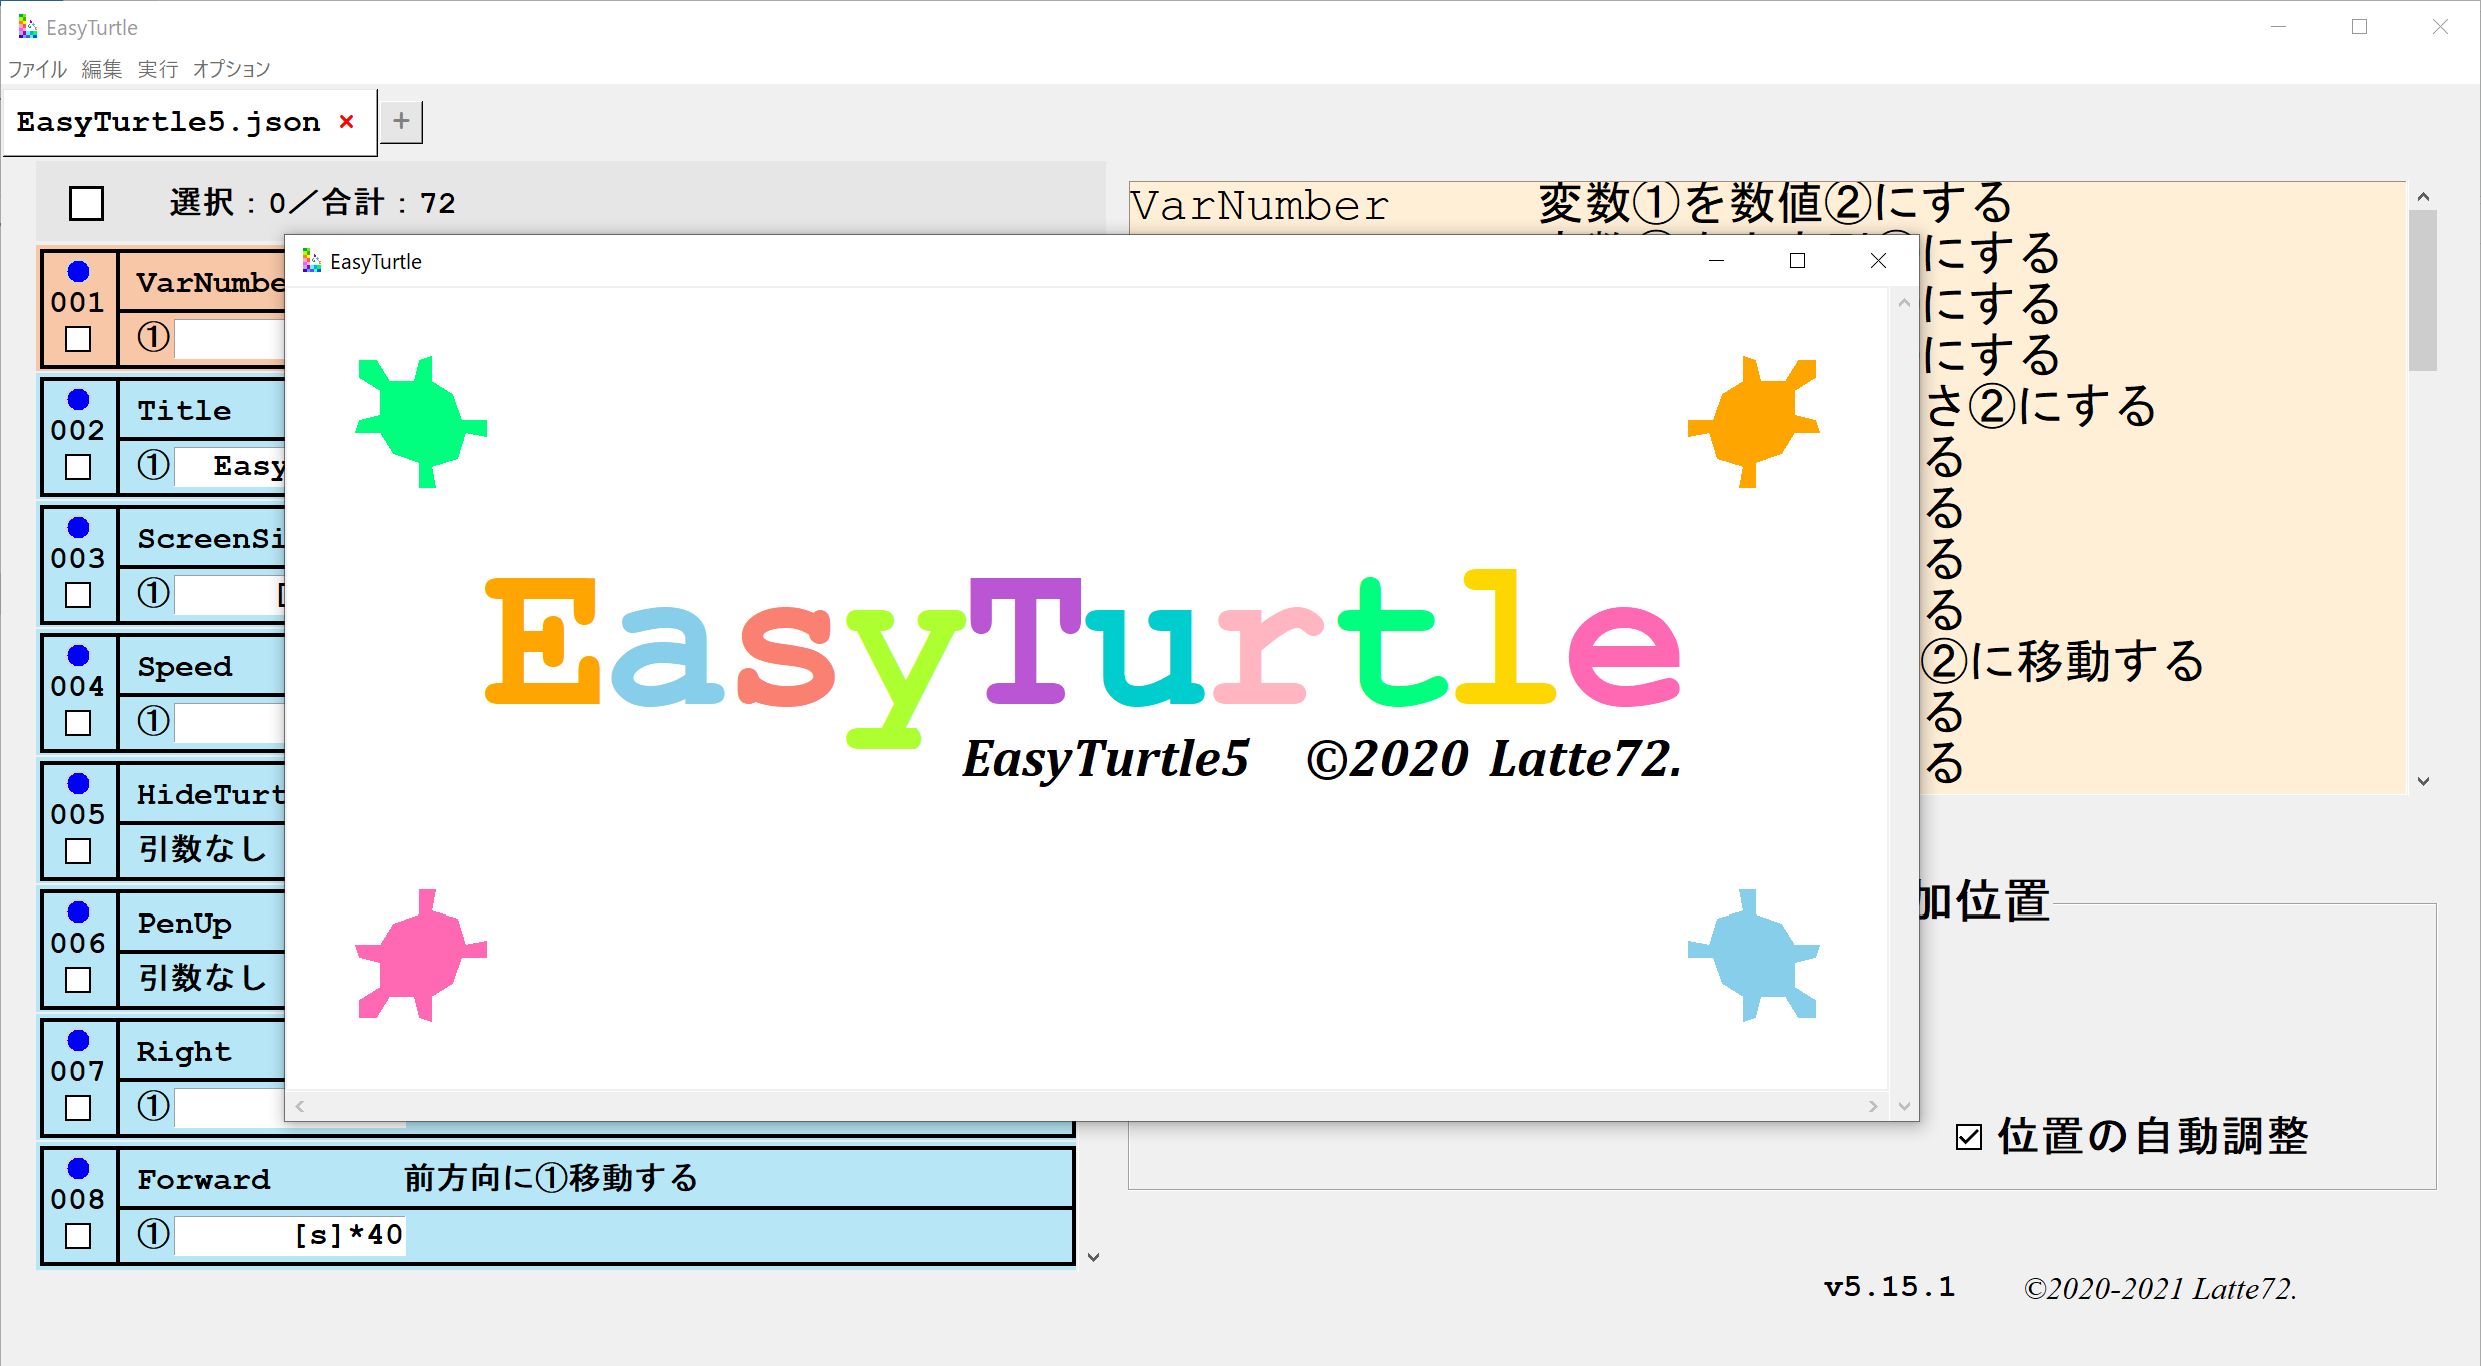 EasyTurtle
ファイル 編集 実行 オプション
EasyTurtle5.json × +
選択：0／合計：72
VarNumber 変数①を数値②にする
にする
にする
にする
さ②にする
る
る
る
る
②に移動する
る
る
001
①
002 Title
①
003
①
004 Speed
①
005
引数なし
006 PenUp
引数なし
007 Right
①
008 Forward 前方向に①移動する
① [s]*40
EasyTurtle
EasyTurtle
EasyTurtle5 ©2020 Latte72.
加位置
位置の自動調整
v5.15.1 ©2020-2021 Latte72.